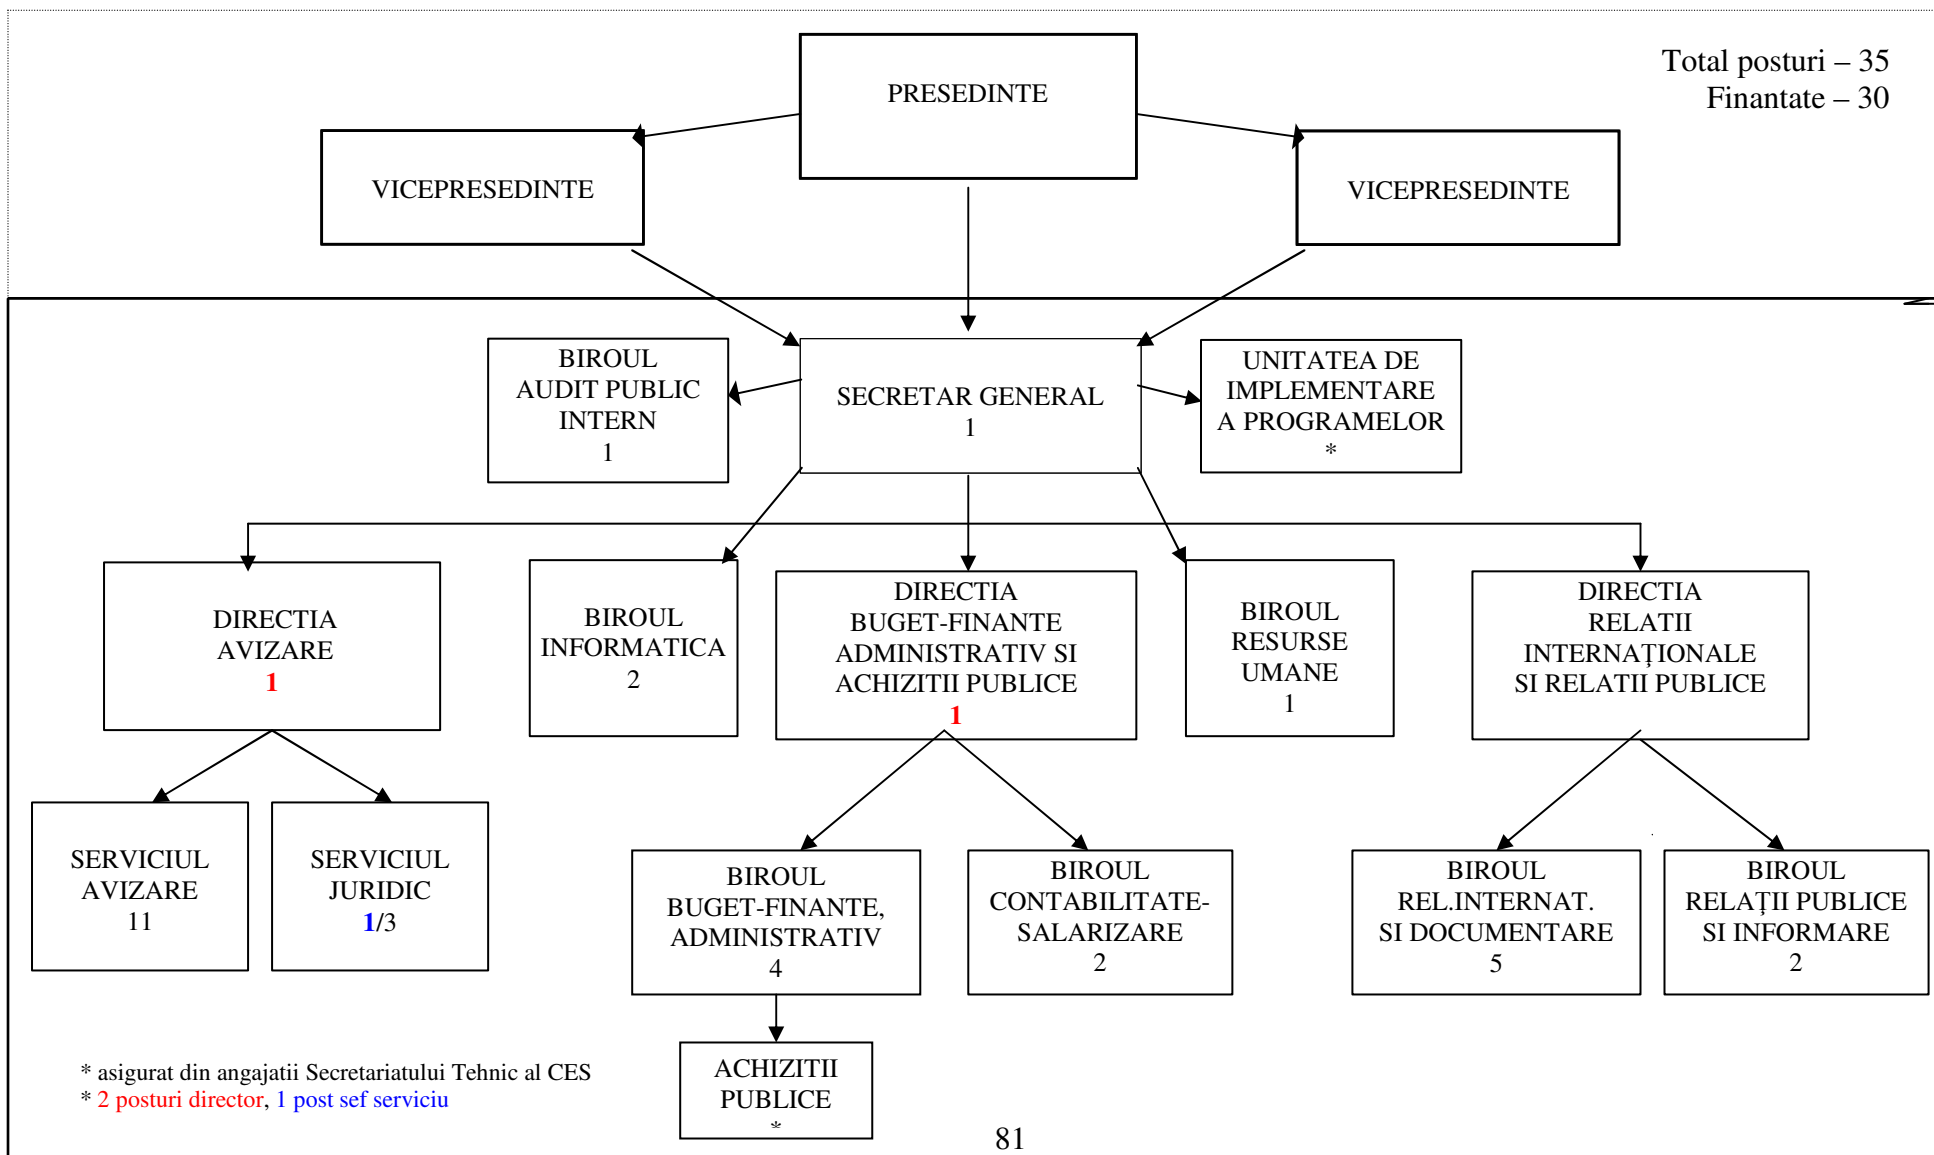 Total posturi – 35
Finantate – 30
PRESEDINTE
VICEPRESEDINTE
VICEPRESEDINTE
BIROUL
AUDIT PUBLIC
INTERN
1
SECRETAR GENERAL
1
UNITATEA DE
IMPLEMENTARE
A PROGRAMELOR
*
DIRECTIA
AVIZARE
1
BIROUL
INFORMATICA
2
DIRECTIA
BUGET-FINANTE
ADMINISTRATIV SI
ACHIZITII PUBLICE
1
BIROUL
RESURSE
UMANE
1
DIRECTIA
RELATII
INTERNAŢIONALE
SI RELATII PUBLICE
SERVICIUL
AVIZARE
11
SERVICIUL
JURIDIC
1/3
BIROUL
BUGET-FINANTE,
ADMINISTRATIV
4
BIROUL
CONTABILITATE-
SALARIZARE
2
BIROUL
REL.INTERNAT.
SI DOCUMENTARE
5
BIROUL
RELAŢII PUBLICE
SI INFORMARE
2
ACHIZITII
PUBLICE
*
* asigurat din angajatii Secretariatului Tehnic al CES
* 2 posturi director, 1 post sef serviciu
81